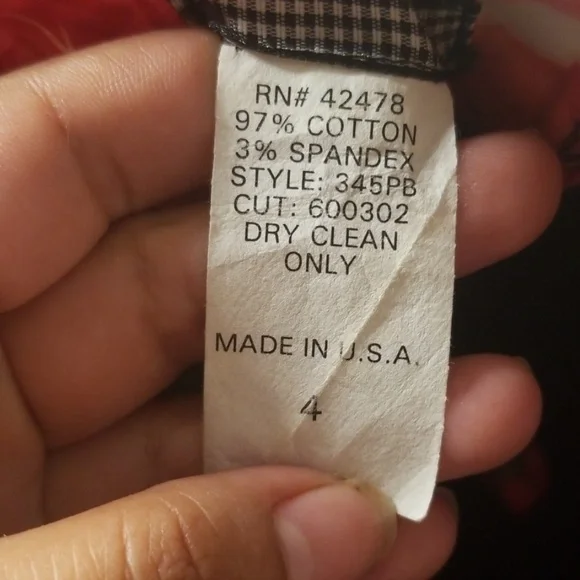 RN# 42478
97% COTTON
3% SPANDEX
STYLE: 345PB
CUT: 600302
DRY CLEAN
ONLY
MADE IN U.S.A.
4